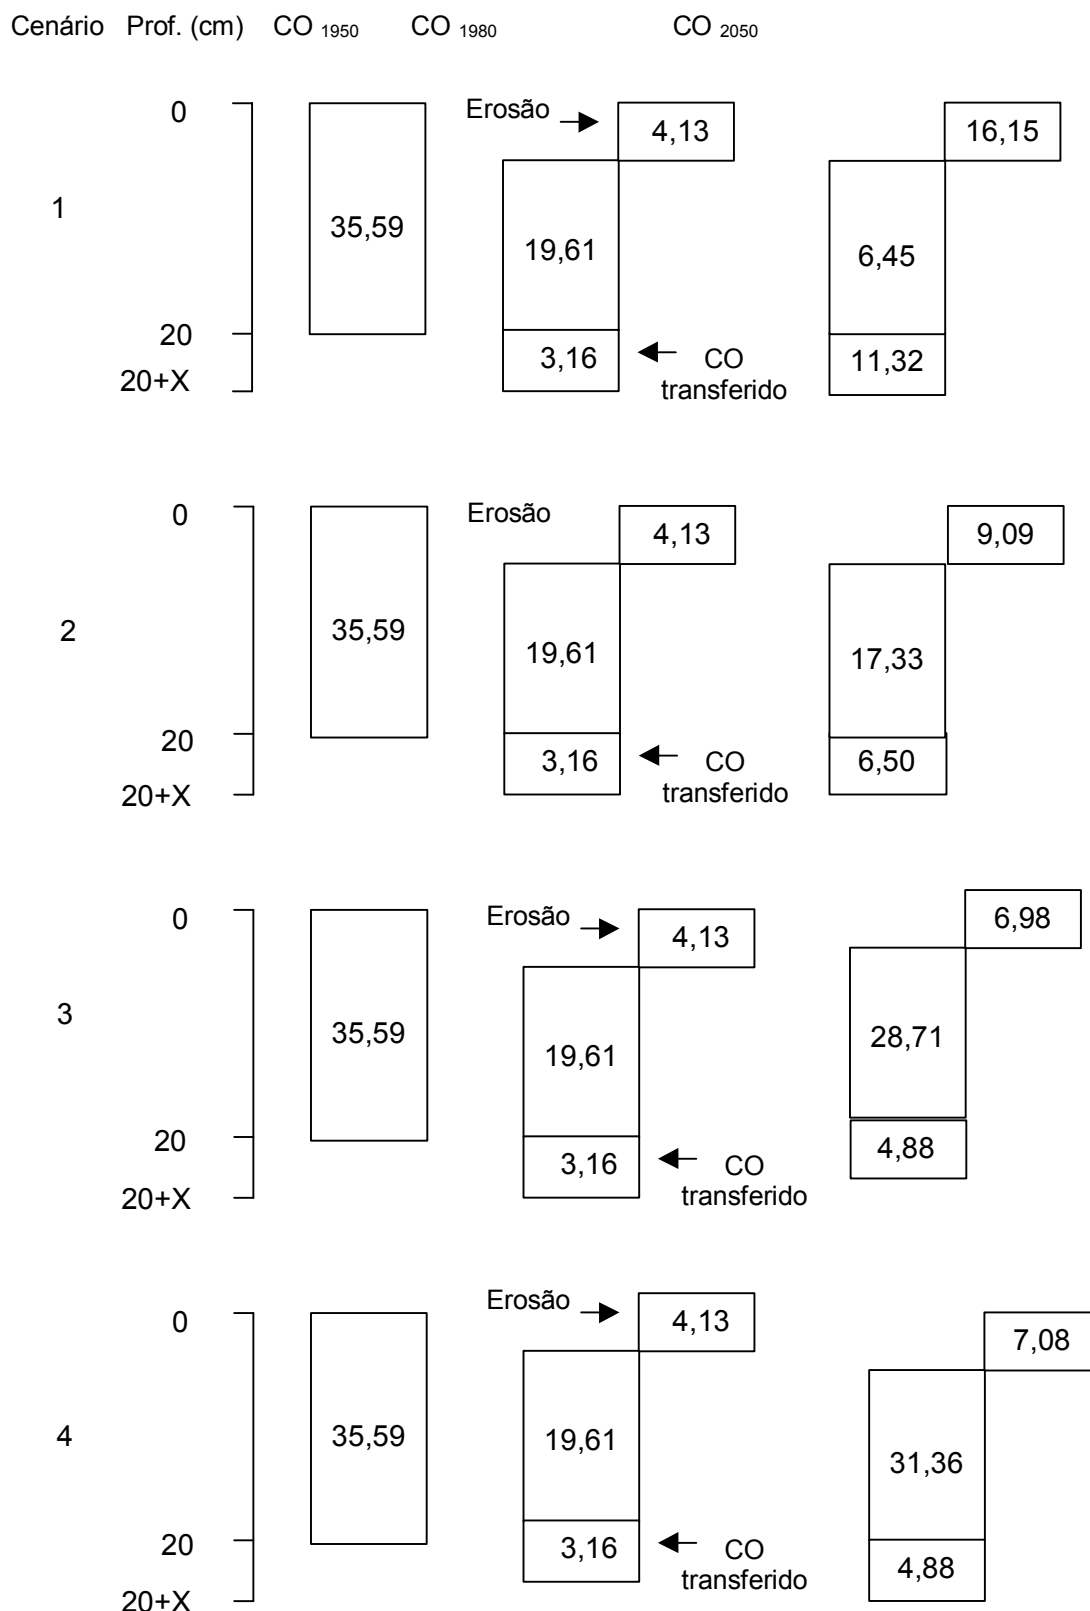 Cenário Prof. (cm) CO 1950 CO 1980 CO 2050
0 Erosão 4,13 16,15
1 35,59 19,61 6,45
20 3,16 CO 11,32
20+X transferido
0 Erosão 4,13 9,09
2 35,59 19,61 17,33
20 3,16 CO 6,50
20+X transferido
0 Erosão 4,13 6,98
3 35,59 19,61 28,71
20 3,16 CO 4,88
20+X transferido
0 Erosão 4,13 7,08
4 35,59 19,61 31,36
20 3,16 CO 4,88
20+X transferido